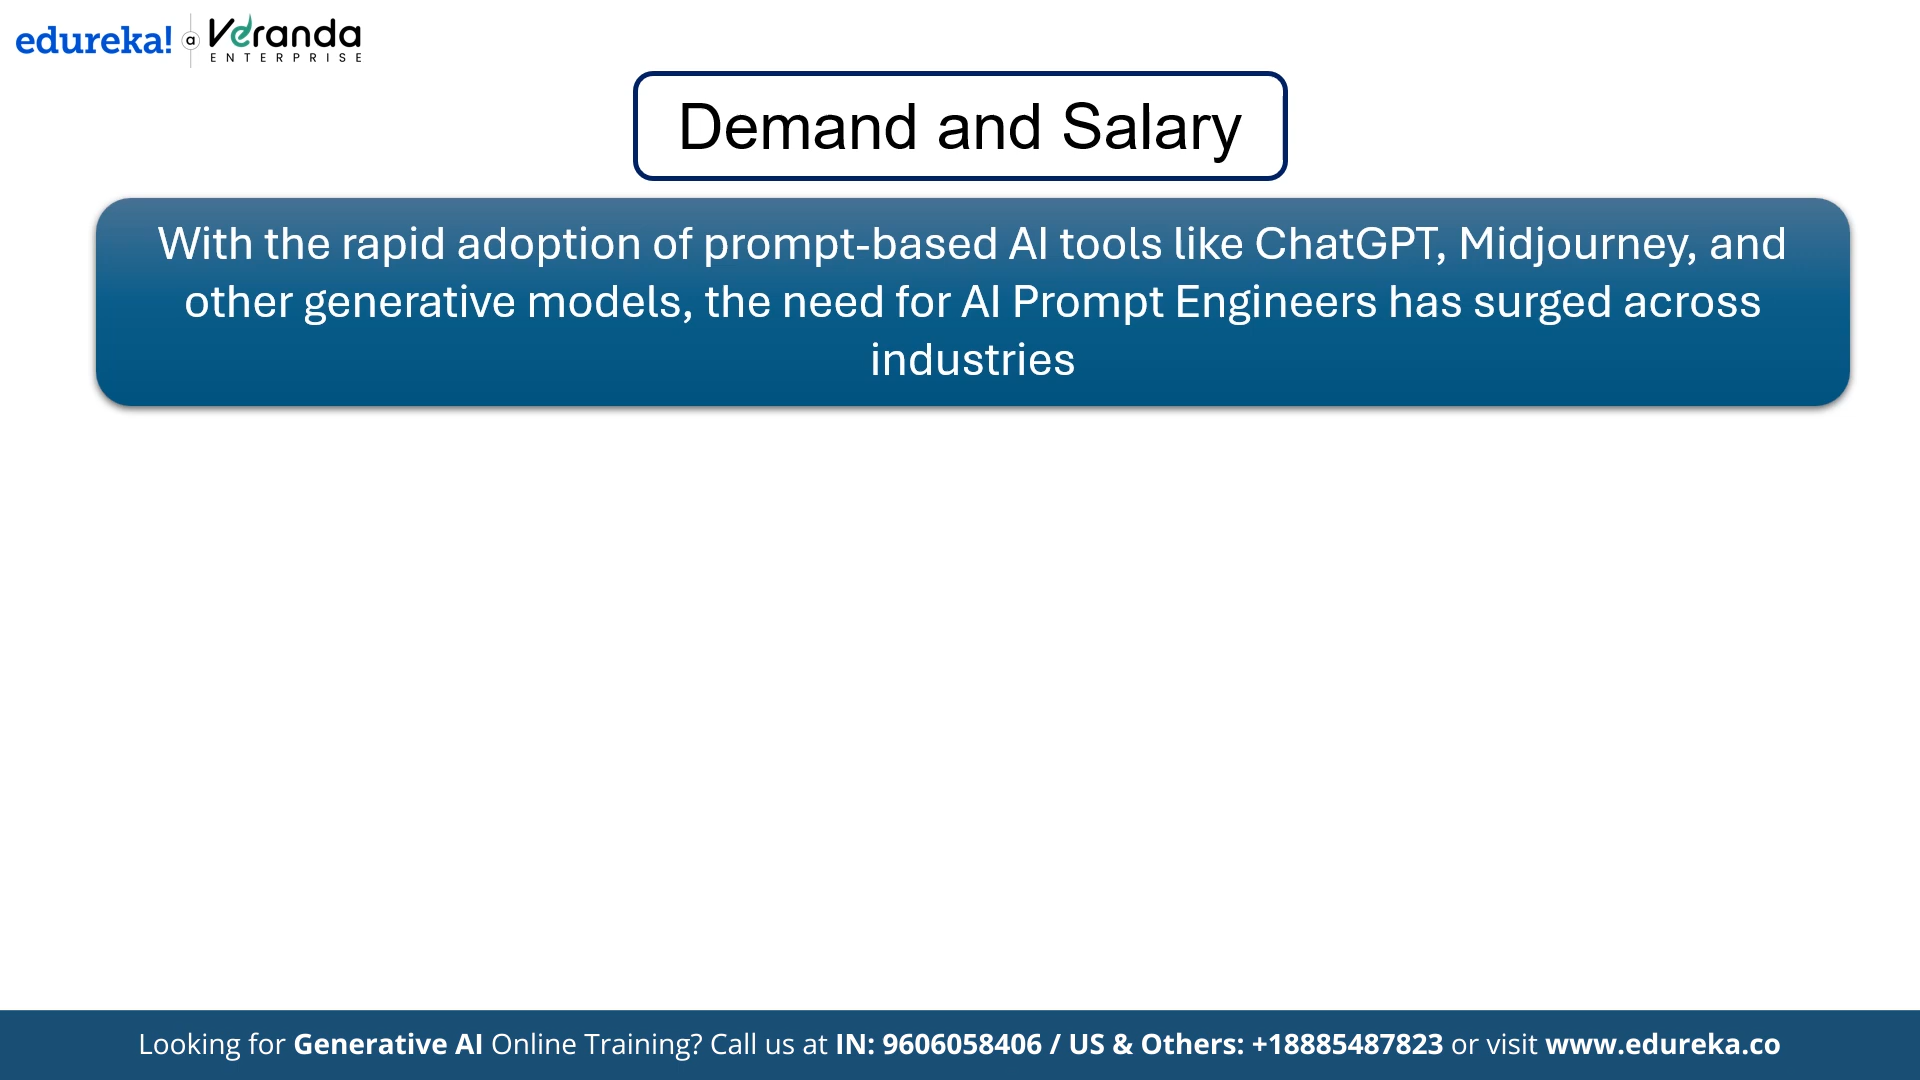 edureka! a Veranda
ENTERPRISE
Demand and Salary
With the rapid adoption of prompt-based AI tools like ChatGPT, Midjourney, and
other generative models, the need for AI Prompt Engineers has surged across
industries
Looking for Generative AI Online Training? Call us at IN: 9606058406 / US & Others: +18885487823 or visit www.edureka.co